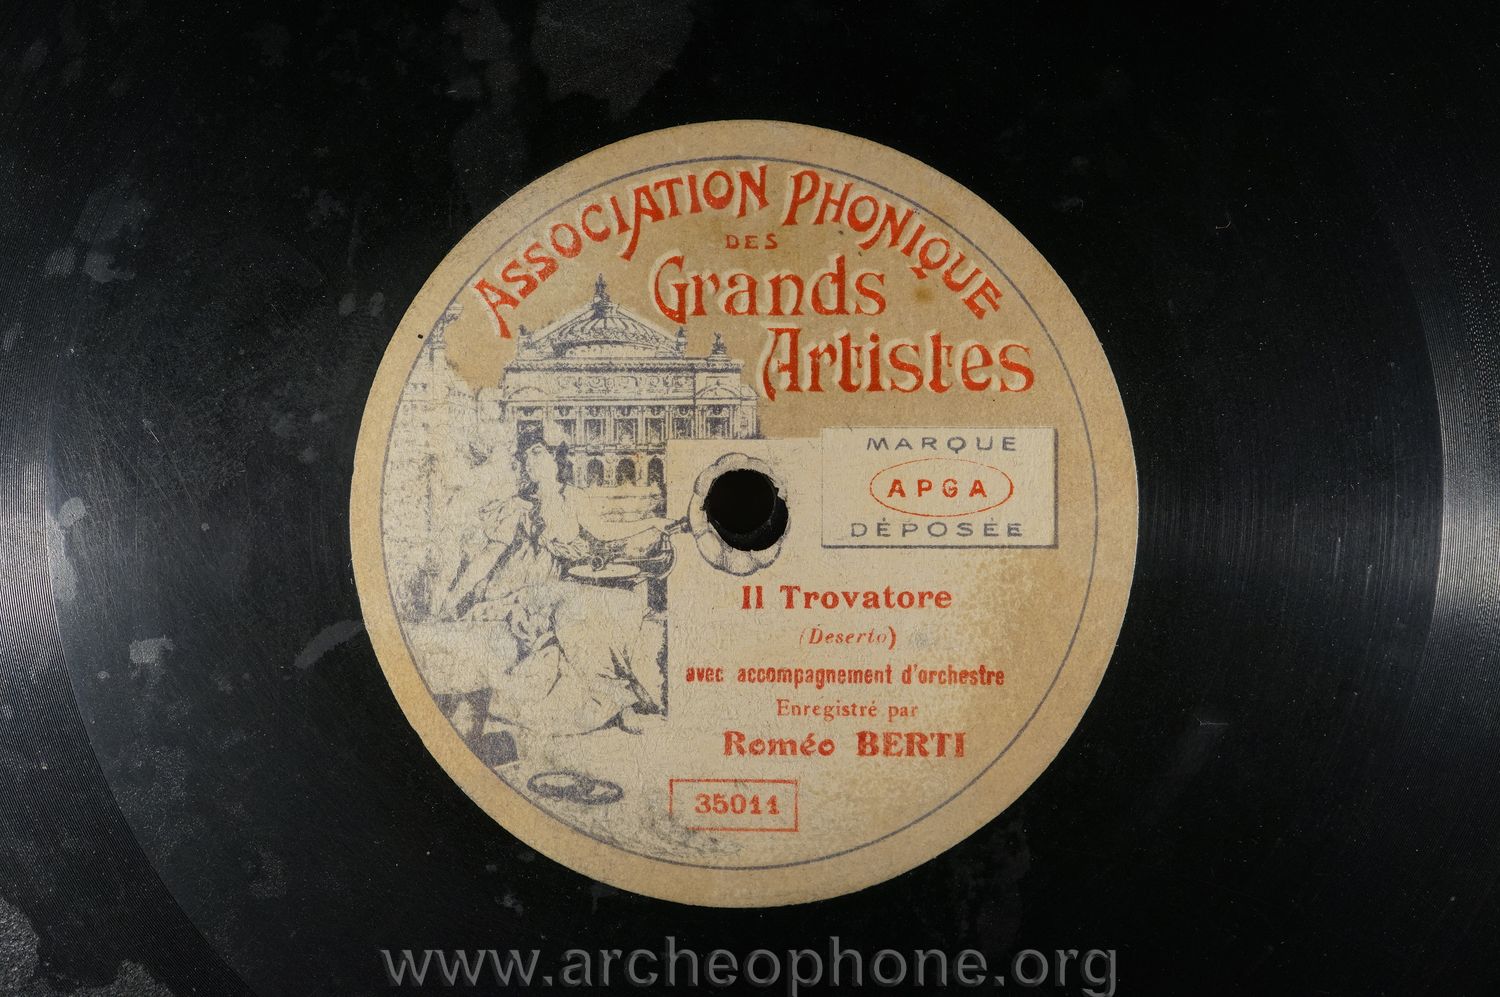 ASSOCIATION PHONIQUE
DES
Grands
Artistes
MARQUE
APGA
DÉPOSÉE
Il Trovatore
(Deserto)
avec accompagnement d'orchestre
Enregistré par
Roméo BERTI
35011
www.archeophone.org